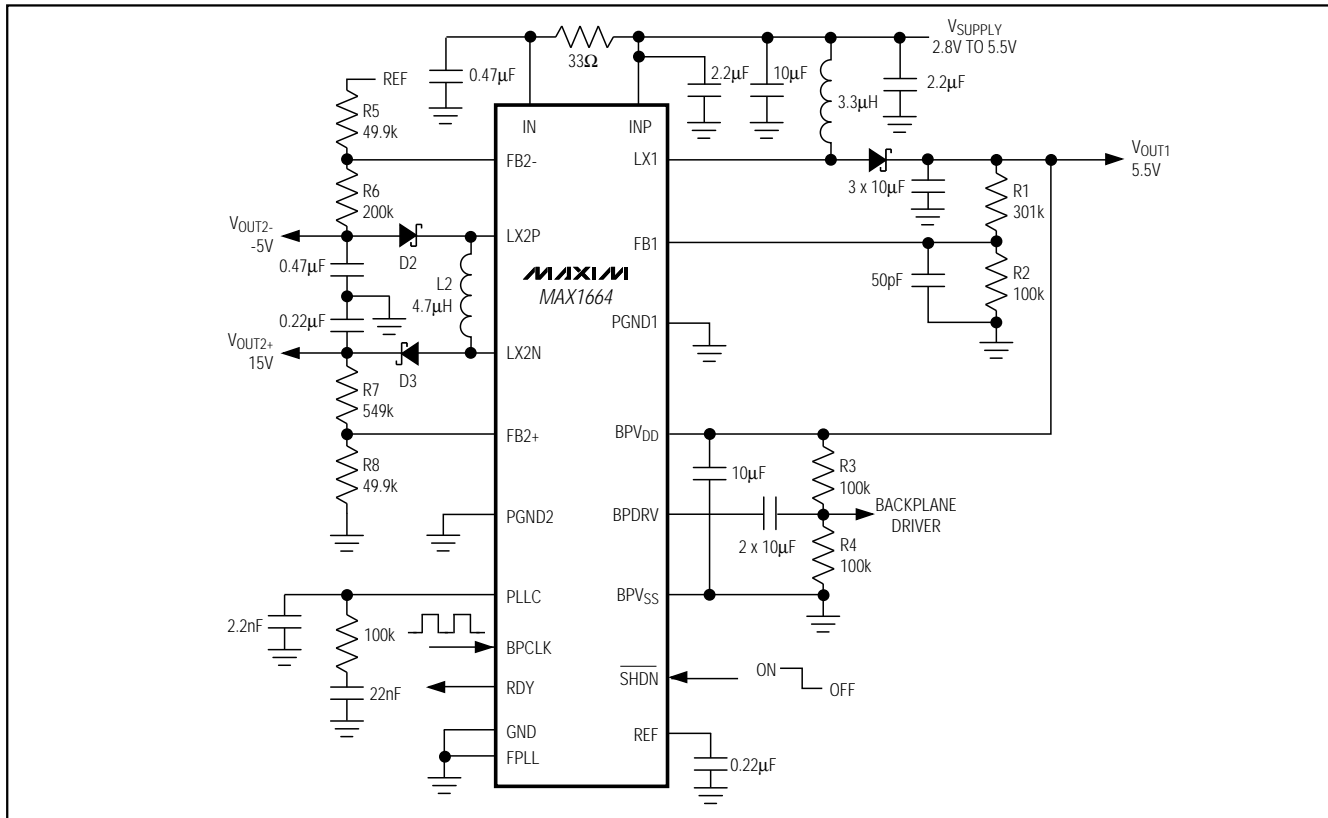 VSUPPLY
2.8V TO 5.5V
33Ω
0.47µF
2.2µF
10µF
3.3µH
2.2µF
REF
R5
49.9k
IN
INP
FB2-
LX1
VOUT1
5.5V
3 x 10µF
R1
301k
R6
200k
VOUT2-
-5V
D2
LX2P
FB1
0.47µF
L2
4.7µH
MAXIM
MAX1664
50pF
R2
100k
0.22µF
PGND1
VOUT2+
15V
D3
LX2N
R7
549k
FB2+
BPVDD
R8
49.9k
10µF
R3
100k
PGND2
BPDRV
BACKPLANE
DRIVER
2 x 10µF
R4
100k
PLLC
BPVSS
2.2nF
100k
BPCLK
SHDN
ON
OFF
22nF
RDY
GND
REF
FPLL
0.22µF